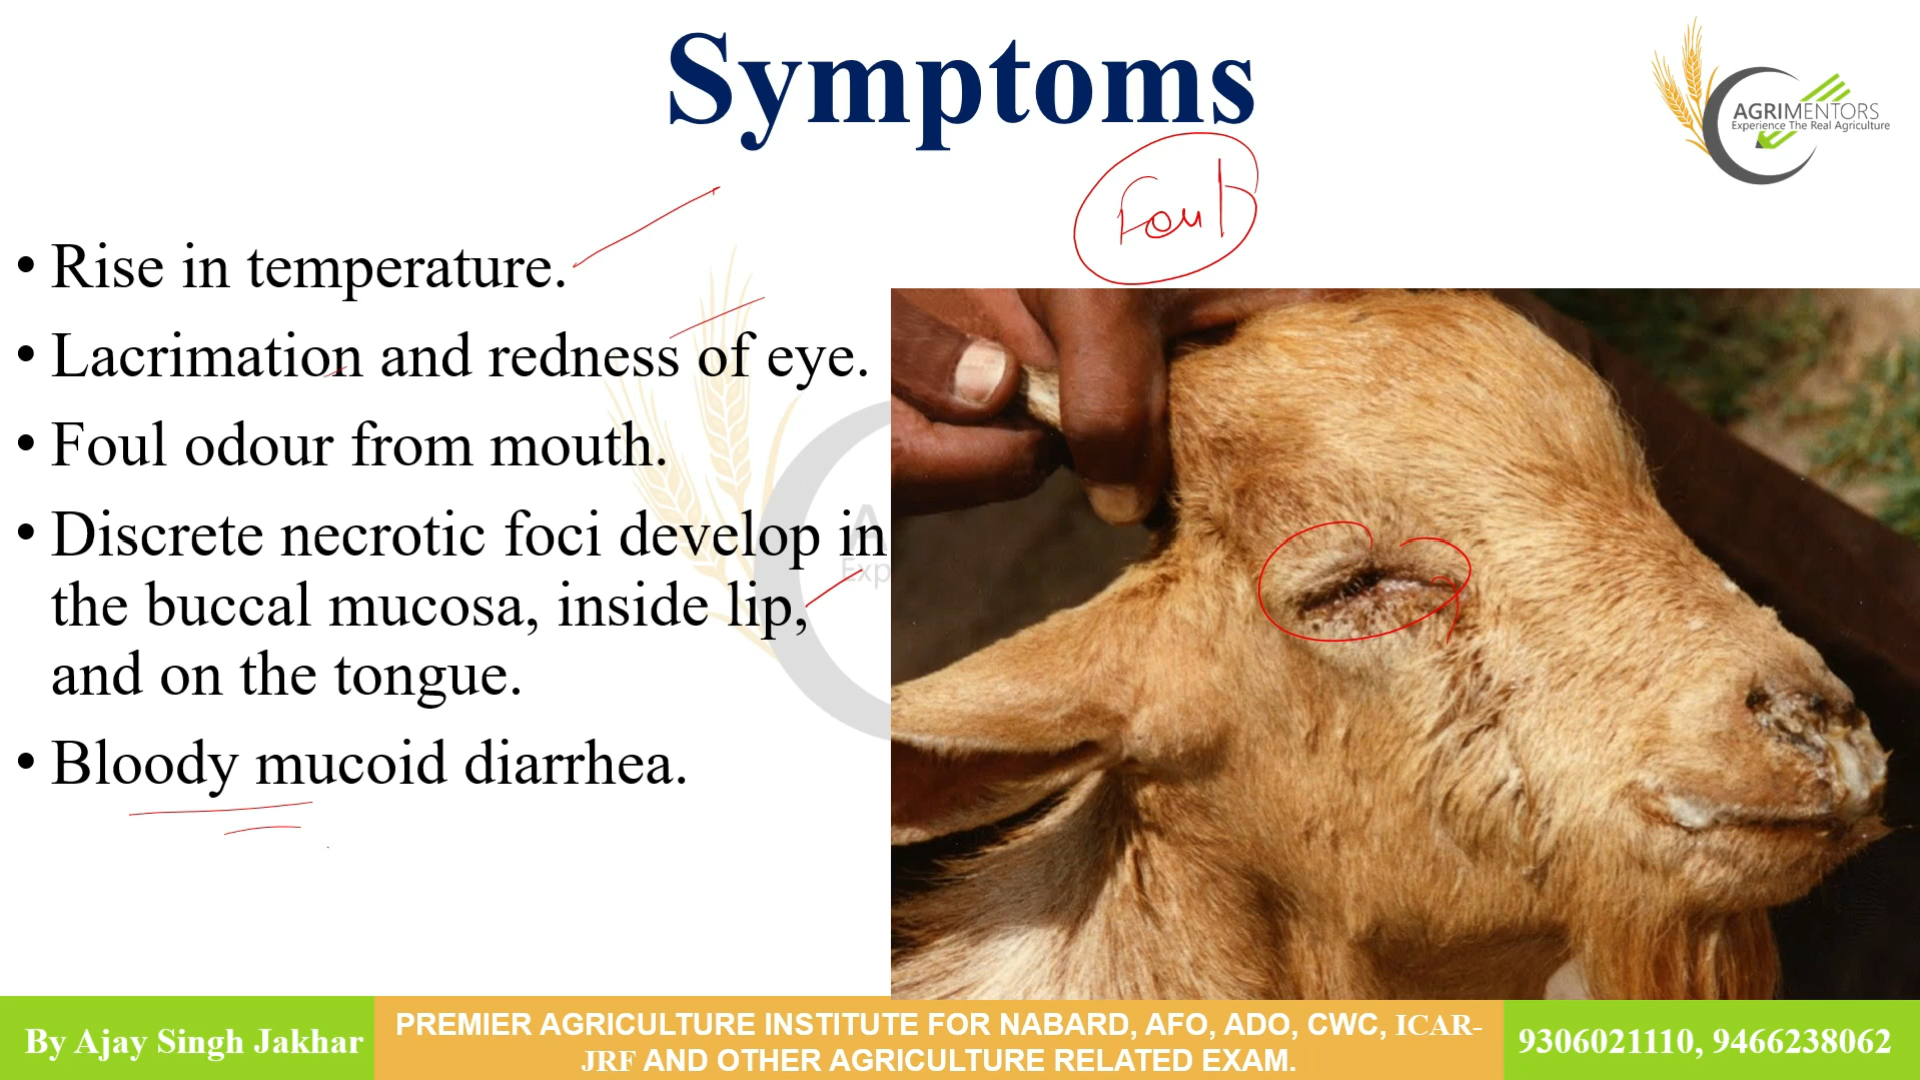 Symptoms
AGRIMENTORS
Experience The Real Agriculture
Foul
• Rise in temperature.
• Lacrimation and redness of eye.
• Foul odour from mouth.
• Discrete necrotic foci develop in
the buccal mucosa, inside lip,
and on the tongue.
• Bloody mucoid diarrhea.
By Ajay Singh Jakhar
PREMIER AGRICULTURE INSTITUTE FOR NABARD, AFO, ADO, CWC, ICAR-
JRF AND OTHER AGRICULTURE RELATED EXAM.
9306021110, 9466238062